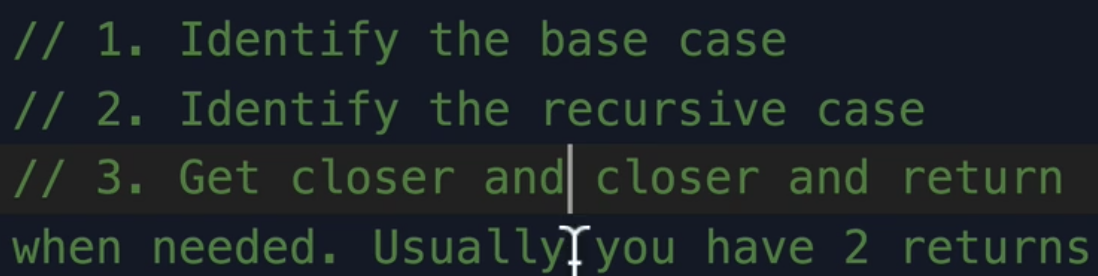 // 1. Identify the base case
// 2. Identify the recursive case
// 3. Get closer and closer and return
when needed. Usually you have 2 returns